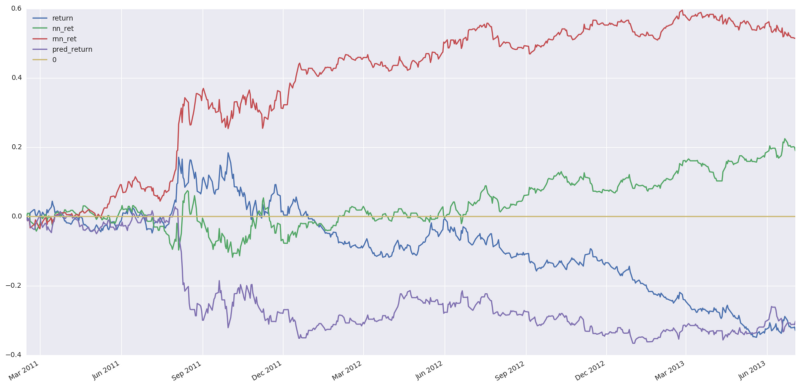 0.6
return
nn_ret
mn_ret
pred_return
0
0.4
0.2
0.0
−0.2
−0.4
Mar 2011
Jun 2011
Sep 2011
Dec 2011
Mar 2012
Jun 2012
Sep 2012
Dec 2012
Mar 2013
Jun 2013